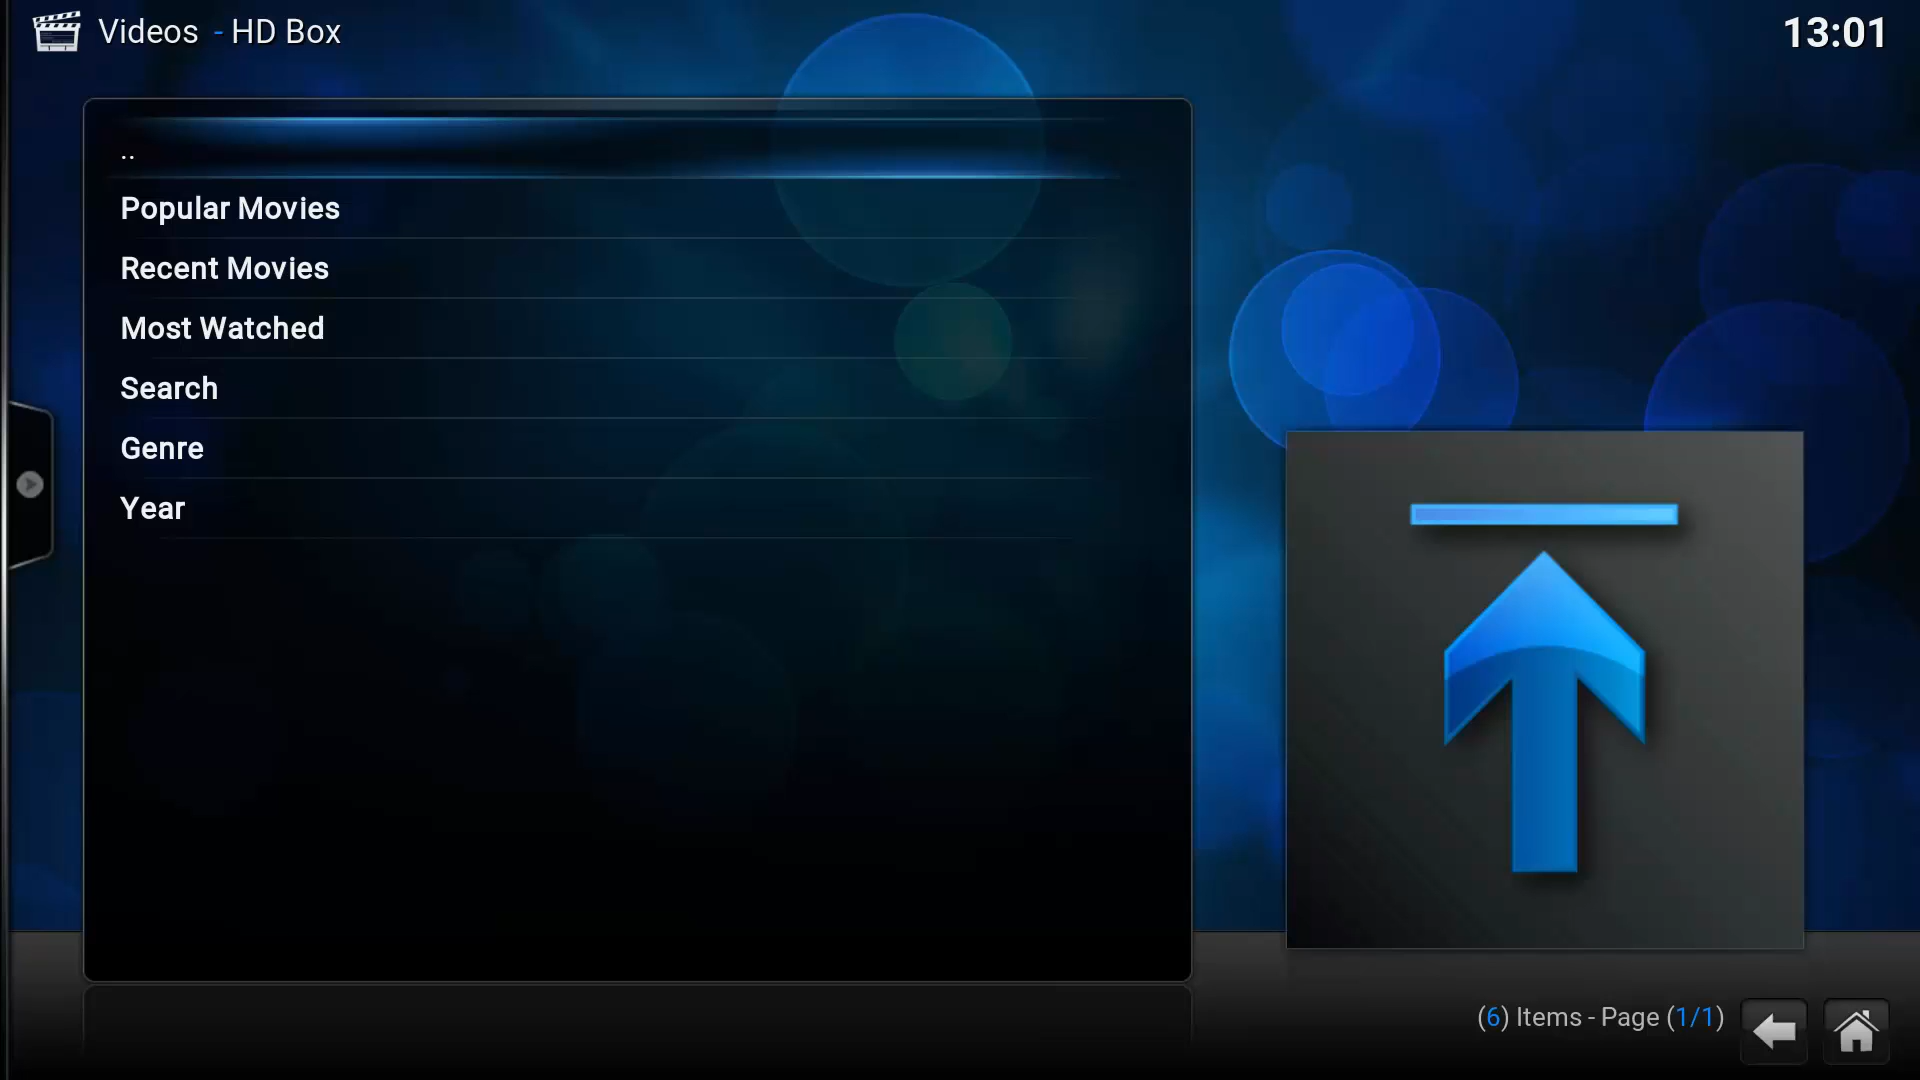 Videos - HD Box
13:01
..
Popular Movies
Recent Movies
Most Watched
Search
Genre
Year
(6) Items - Page (1/1)